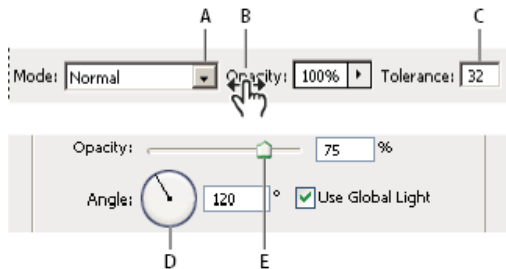 A B C
Mode: Normal Opacity: 100% Tolerance: 32
Opacity: 75 %
Angle: 120 ° Use Global Light
D E